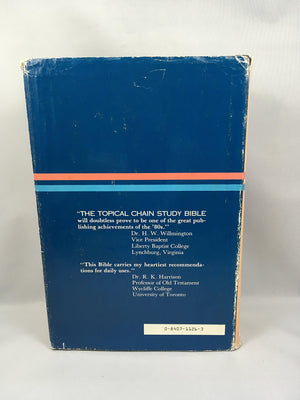 "THE TOPICAL CHAIN STUDY BIBLE
will doubtless prove to be one of the great pub-
lishing achievements of the '80s."
Dr. H. W. Willmington
Vice President
Liberty Baptist College
Lynchburg, Virginia
"This Bible carries my heartiest recommenda-
tions for daily uses."
Dr. R. K. Harrison
Professor of Old Testament
Wycliffe College
University of Toronto
0-8407-1126-3